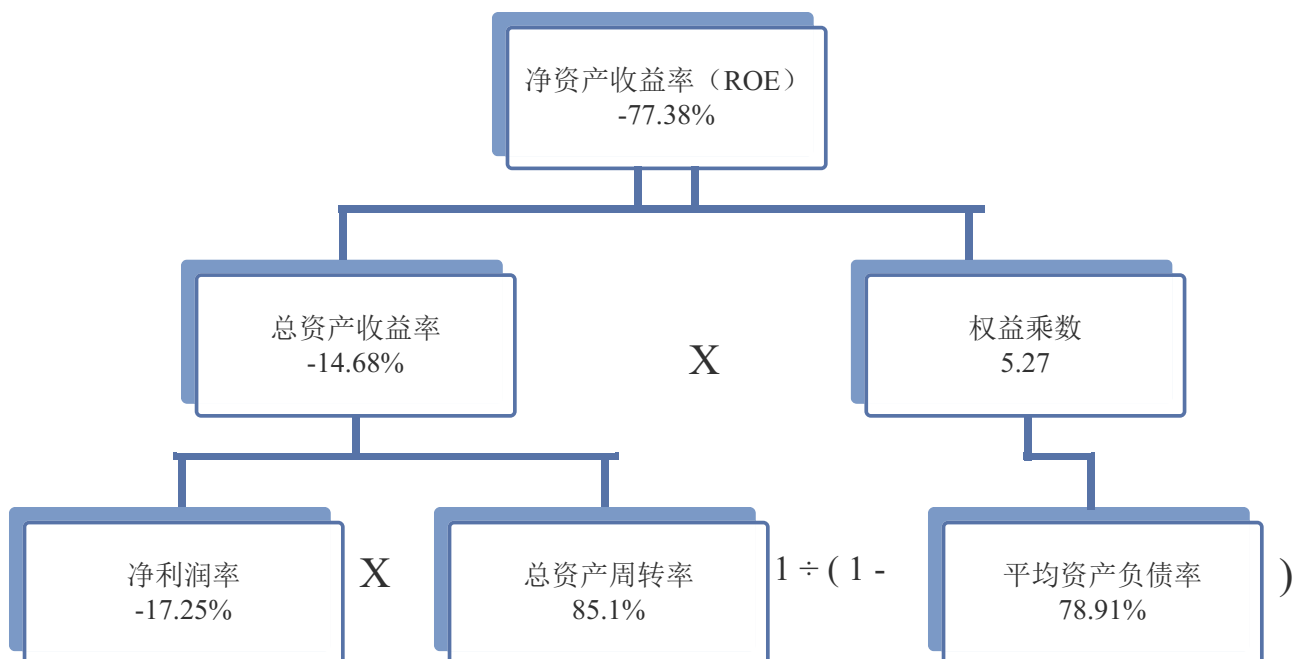 净资产收益率（ROE）
-77.38%
总资产收益率
-14.68%
X
权益乘数
5.27
净利润率
-17.25%
X
总资产周转率
85.1%
1 ÷ ( 1 -
平均资产负债率
78.91%
)